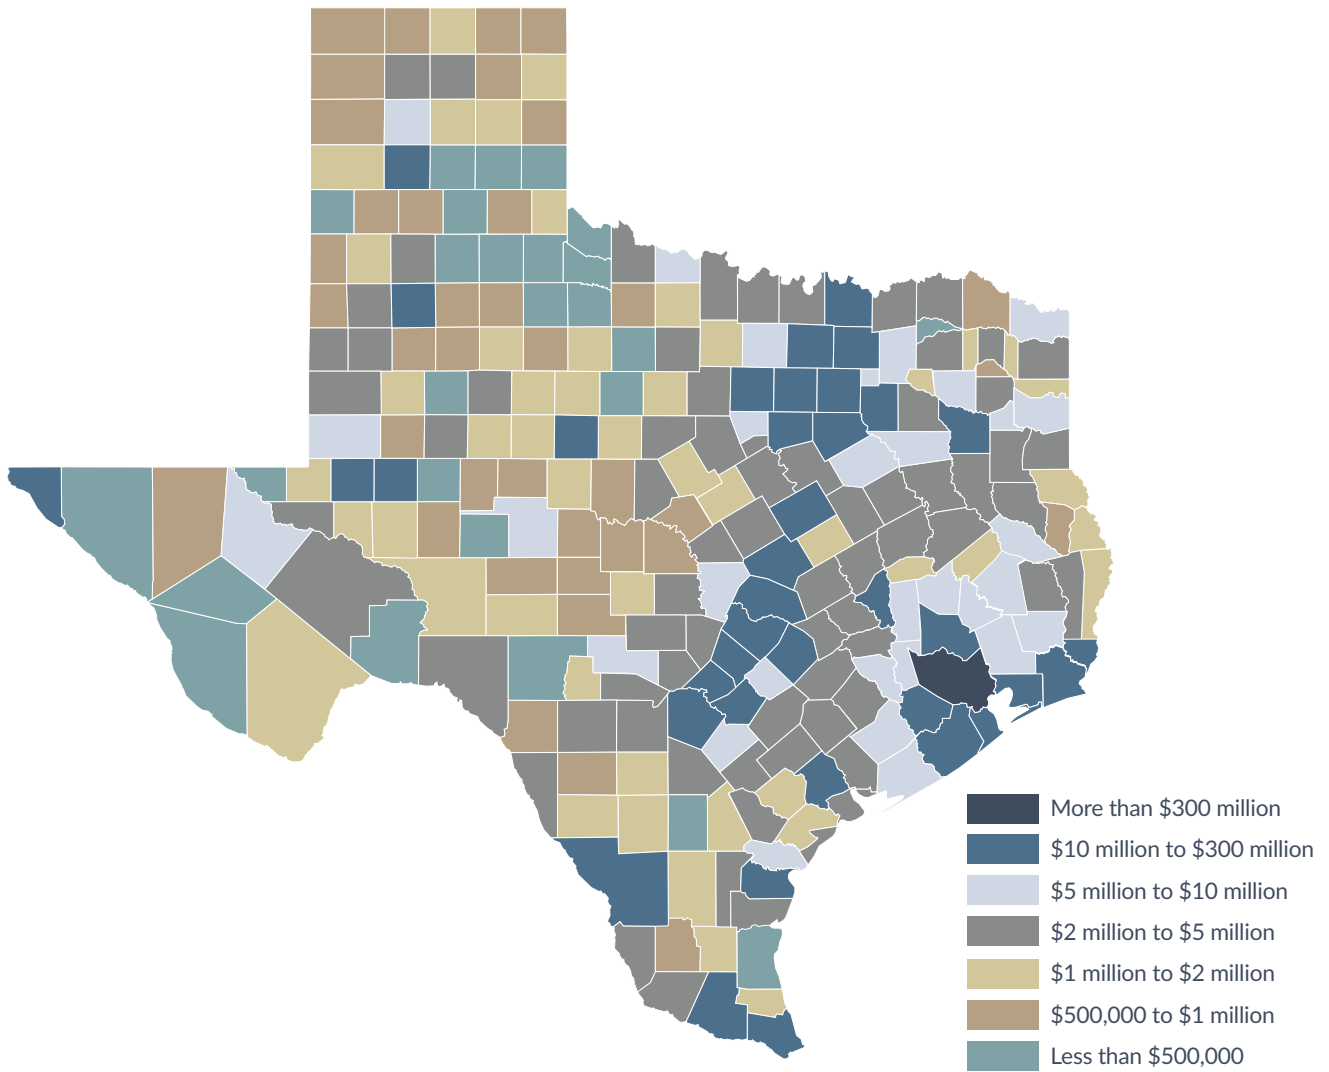 More than $300 million
$10 million to $300 million
$5 million to $10 million
$2 million to $5 million
$1 million to $2 million
$500,000 to $1 million
Less than $500,000